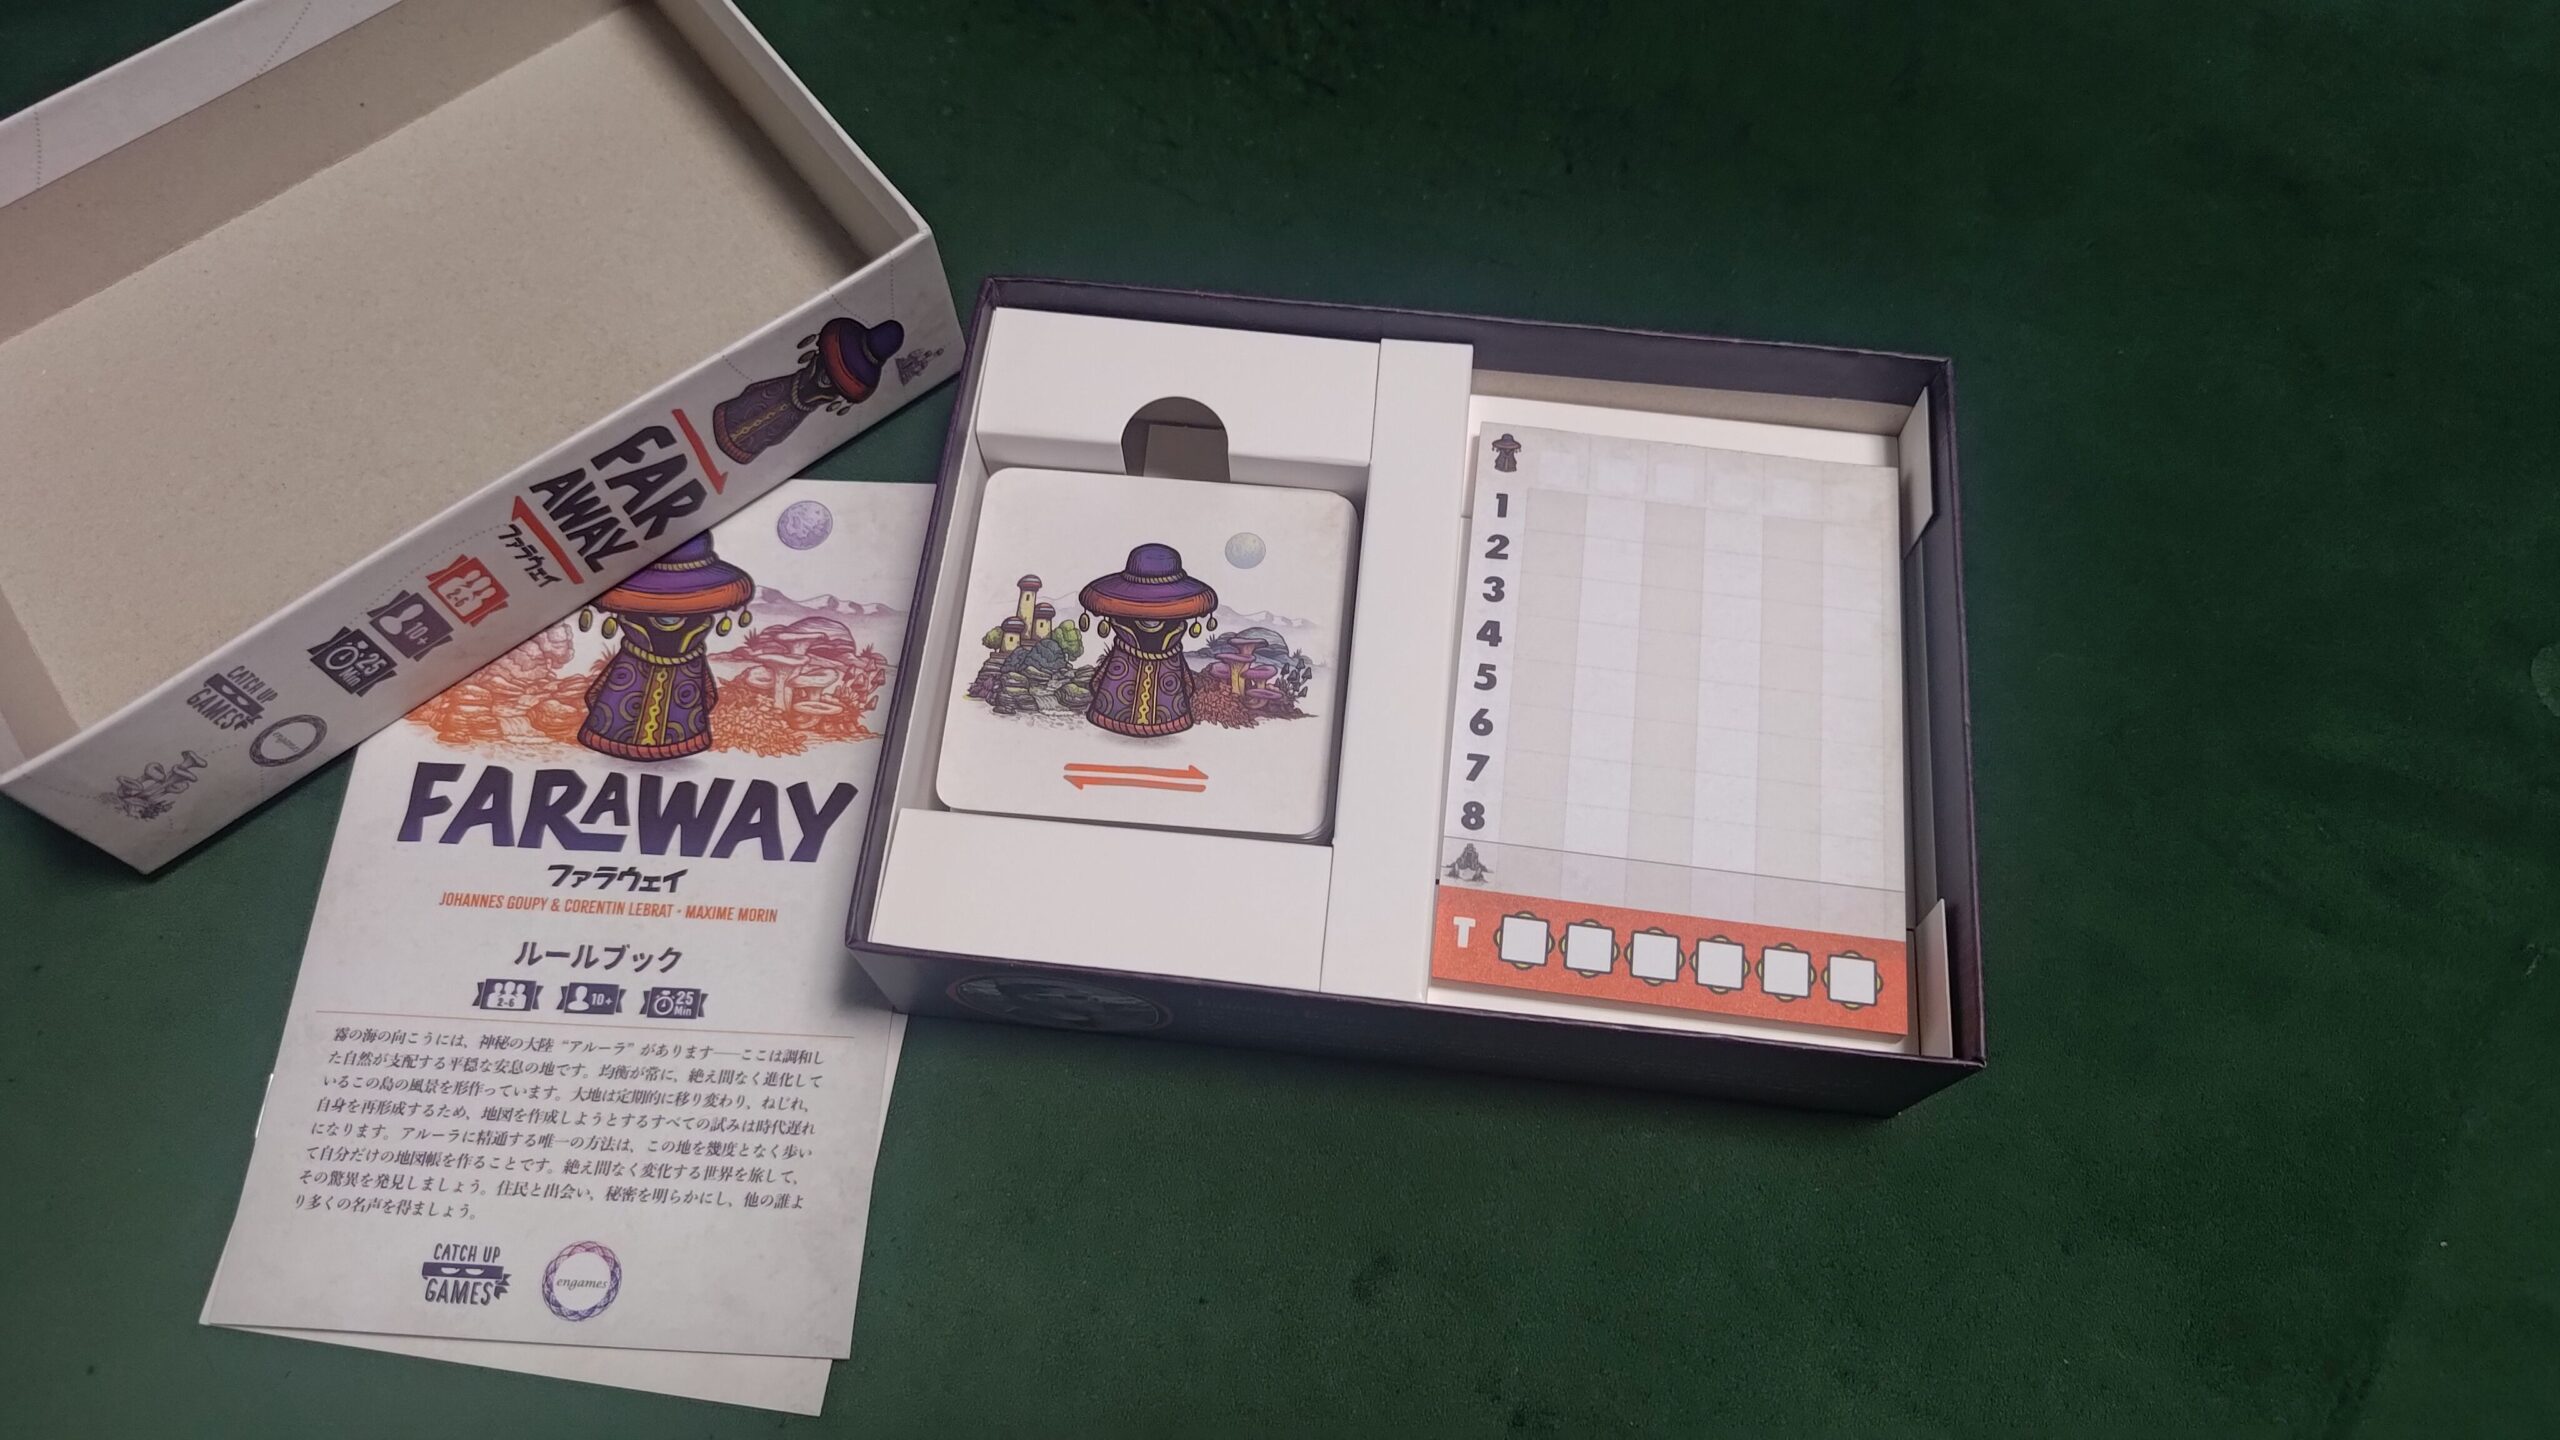 FAR
AWAY
ファラウェイ
2-6
10+
25
Min
CATCH UP
GAMES
engames
FARAWAY
ファラウェイ
JOHANNES GOUPY & CORENTIN LEBRAT - MAXIME MORIN
ルールブック
2-6
10+
25
Min
霧の海の向こうには、神秘の大陸“アルーラ”があります──ここは調和し
た自然が支配する平穏な安息の地です。均衡が常に、絶え間なく進化して
いるこの島の風景を形作っています。大地は定期的に移り変わり、ねじれ、
自身を再形成するため、地図を作成しようとするすべての試みは時代遅れ
になります。アルーラに精通する唯一の方法は、この地を幾度となく歩い
て自分だけの地図帳を作ることです。絶え間なく変化する世界を旅して、
その驚異を発見しましょう。住民と出会い、秘密を明らかにし、他の誰よ
り多くの名声を得ましょう。
CATCH UP
GAMES
engames
1
2
3
4
5
6
7
8
T